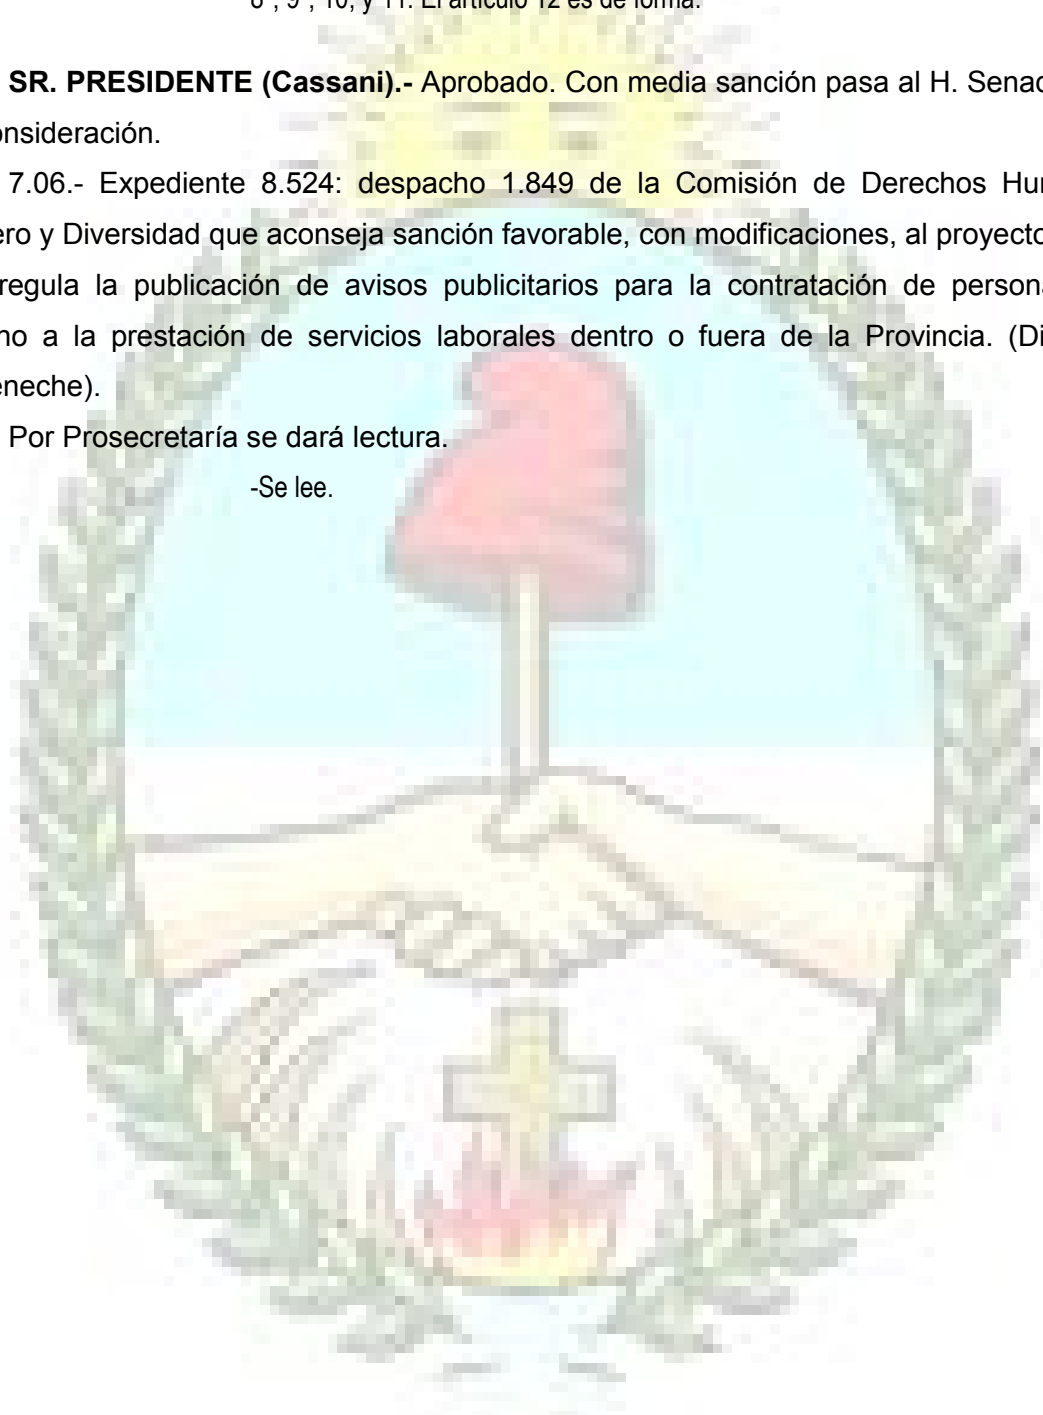 9°, 10, y 11. El artículo 12 es de forma.
SR. PRESIDENTE (Cassani).- Aprobado. Con media sanción pasa al H. Senad
onsideración.
7.06.- Expediente 8.524: despacho 1.849 de la Comisión de Derechos Hu
ero y Diversidad que aconseja sanción favorable, con modificaciones, al proyecto
regula la publicación de avisos publicitarios para la contratación de person
no a la prestación de servicios laborales dentro o fuera de la Provincia. (Di
eneche).
Por Prosecretaría se dará lectura.
-Se lee.